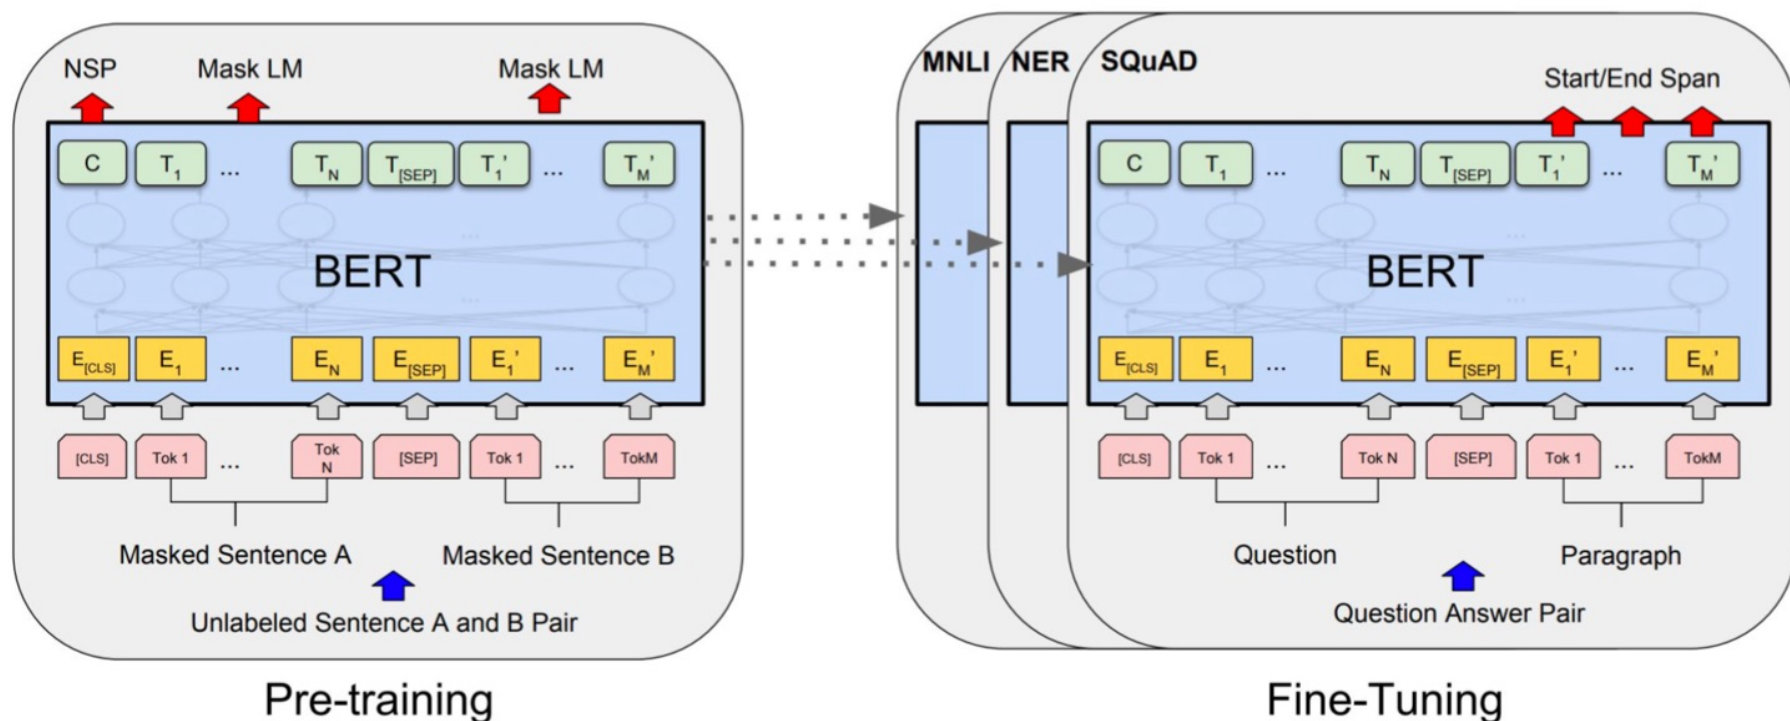 NSP Mask LM Mask LM
C T1 ... TN T[SEP] T1' ... TM'
...
BERT
...
E[CLS] E1 ... EN E[SEP] E1' ... EM'
[CLS] Tok 1 ... Tok N [SEP] Tok 1 ... TokM
Masked Sentence A Masked Sentence B
Unlabeled Sentence A and B Pair
Pre-training
MNLI NER SQuAD
Start/End Span
C T1 ... TN T[SEP] T1' ... TM'
...
BERT
...
E[CLS] E1 ... EN E[SEP] E1' ... EM'
[CLS] Tok 1 ... Tok N [SEP] Tok 1 ... TokM
Question Paragraph
Question Answer Pair
Fine-Tuning